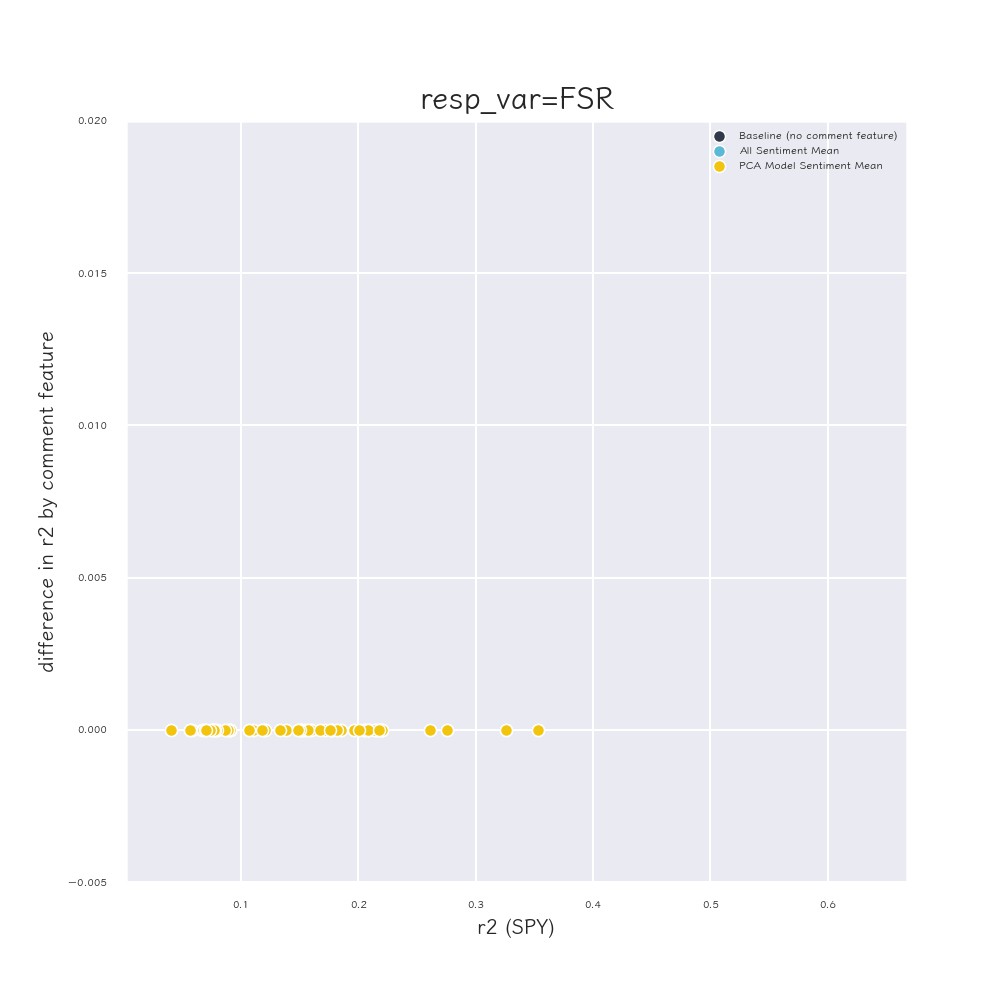 resp_var=FSR
0.020
0.015
0.010
0.005
0.000
−0.005
difference in r2 by comment feature
Baseline (no comment feature)
All Sentiment Mean
PCA Model Sentiment Mean
0.1 0.2 0.3 0.4 0.5 0.6
r2 (SPY)